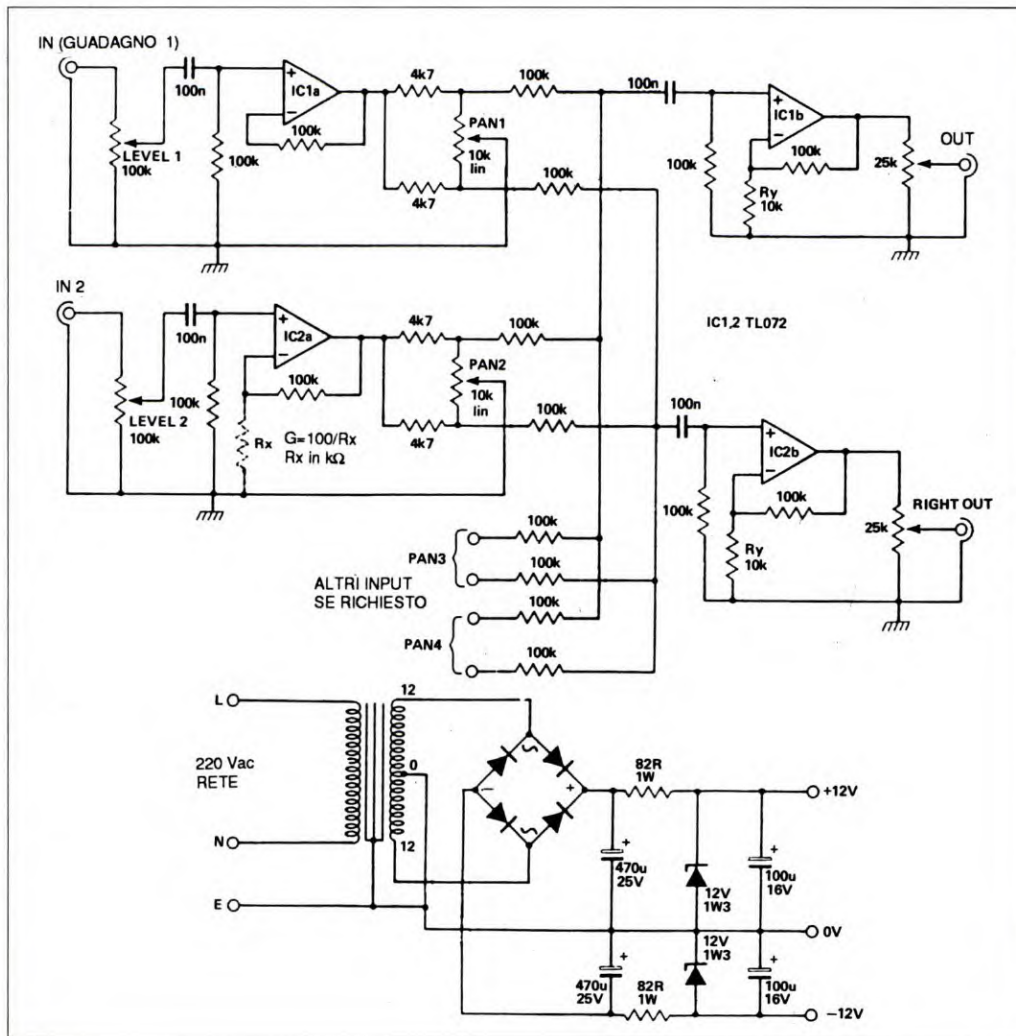 IN (GUADAGNO 1)
100n
LEVEL 1
100k
100k
+
IC1a
−
100k
4k7
100k
PAN1
10k
lin
4k7
100k
100n
+
IC1b
−
100k
100k
Ry
10k
25k
OUT
IN 2
100n
LEVEL 2
100k
100k
+
IC2a
−
100k
Rx
G=100/Rx
Rx in kΩ
4k7
100k
PAN2
10k
lin
4k7
100k
IC1,2 TL072
100n
+
IC2b
−
100k
100k
Ry
10k
25k
RIGHT OUT
PAN3
100k
100k
ALTRI INPUT
SE RICHIESTO
PAN4
100k
100k
L
220 Vac
RETE
N
E
12
0
12
−
+
82R
1W
+
470u
25V
12V
1W3
+
100u
16V
+12V
0V
12V
1W3
+
470u
25V
82R
1W
+
100u
16V
−12V